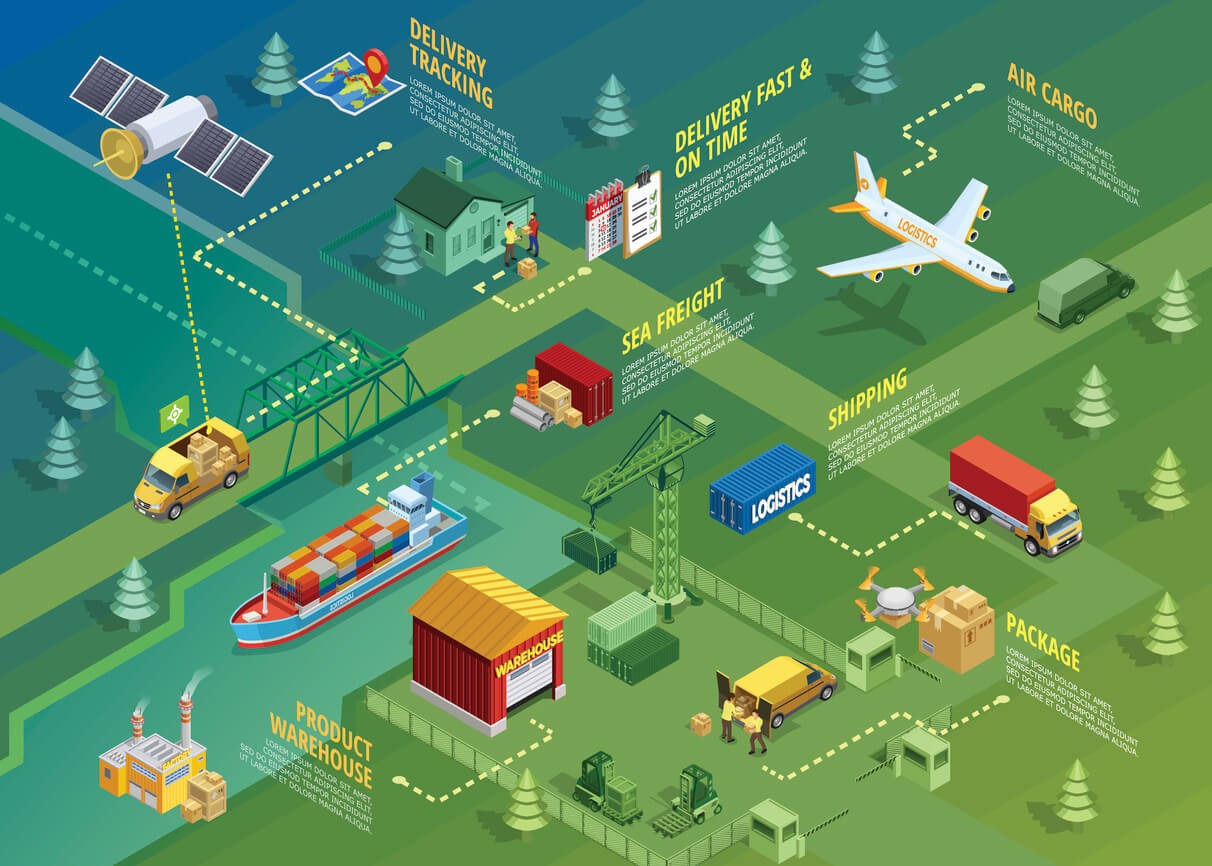 DELIVERY
TRACKING
LOREM IPSUM DOLOR SIT AMET,
CONSECTETUR ADIPISCING ELIT,
SED DO EIUSMOD TEMPOR INCIDIDUNT
UT LABORE ET DOLORE MAGNA ALIQUA.
DELIVERY FAST &
ON TIME
LOREM IPSUM DOLOR SIT AMET,
CONSECTETUR ADIPISCING ELIT,
SED DO EIUSMOD TEMPOR INCIDIDUNT
UT LABORE ET DOLORE MAGNA ALIQUA.
JANUARY
AIR CARGO
LOREM IPSUM DOLOR SIT AMET,
CONSECTETUR ADIPISCING ELIT,
SED DO EIUSMOD TEMPOR INCIDIDUNT
UT LABORE ET DOLORE MAGNA ALIQUA.
LOGISTICS
SEA FREIGHT
LOREM IPSUM DOLOR SIT AMET,
CONSECTETUR ADIPISCING ELIT,
SED DO EIUSMOD TEMPOR INCIDIDUNT
UT LABORE ET DOLORE MAGNA ALIQUA.
SHIPPING
LOREM IPSUM DOLOR SIT AMET,
CONSECTETUR ADIPISCING ELIT,
SED DO EIUSMOD TEMPOR INCIDIDUNT
UT LABORE ET DOLORE MAGNA ALIQUA.
LOGISTICS
WAREHOUSE
PACKAGE
LOREM IPSUM DOLOR SIT AMET,
CONSECTETUR ADIPISCING ELIT,
SED DO EIUSMOD TEMPOR INCIDIDUNT
UT LABORE ET DOLORE MAGNA ALIQUA.
PRODUCT
WAREHOUSE
LOREM IPSUM DOLOR SIT AMET,
CONSECTETUR ADIPISCING ELIT,
SED DO EIUSMOD TEMPOR INCIDIDUNT
UT LABORE ET DOLORE MAGNA ALIQUA.